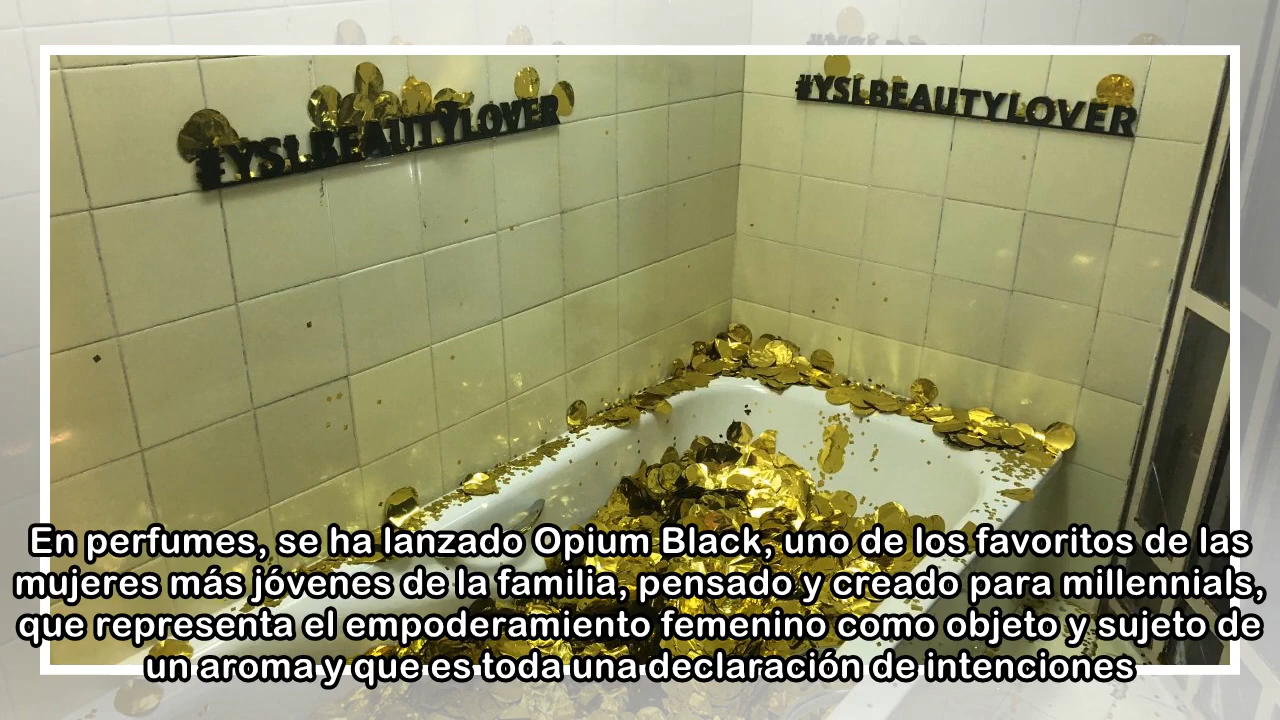 #YSLBEAUTYLOVER
#YSLBEAUTYLOVER
En perfumes, se ha lanzado Opium Black, uno de los favoritos de las
mujeres más jóvenes de la familia, pensado y creado para millennials,
que representa el empoderamiento femenino como objeto y sujeto de
un aroma y que es toda una declaración de intenciones